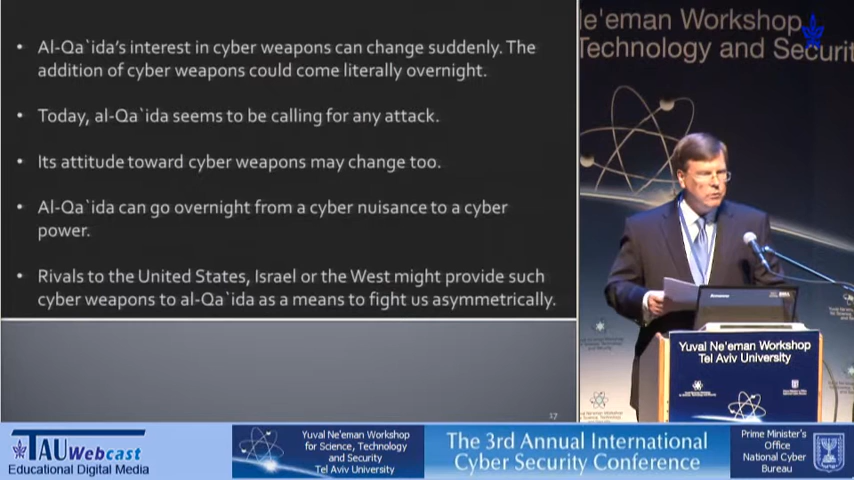 • Al-Qa`ida's interest in cyber weapons can change suddenly. The
addition of cyber weapons could come literally overnight.
• Today, al-Qa`ida seems to be calling for any attack.
• Its attitude toward cyber weapons may change too.
• Al-Qa`ida can go overnight from a cyber nuisance to a cyber
power.
• Rivals to the United States, Israel or the West might provide such
cyber weapons to al-Qa`ida as a means to fight us asymmetrically.
17
Ne'eman Workshop
Technology and Securit
Yuval Ne'eman Workshop
Tel Aviv University
TAU Webcast
Educational Digital Media
Yuval Ne'eman Workshop
for Science, Technology
and Security
Tel Aviv University
The 3rd Annual International
Cyber Security Conference
Prime Minister's
Office
National Cyber
Bureau